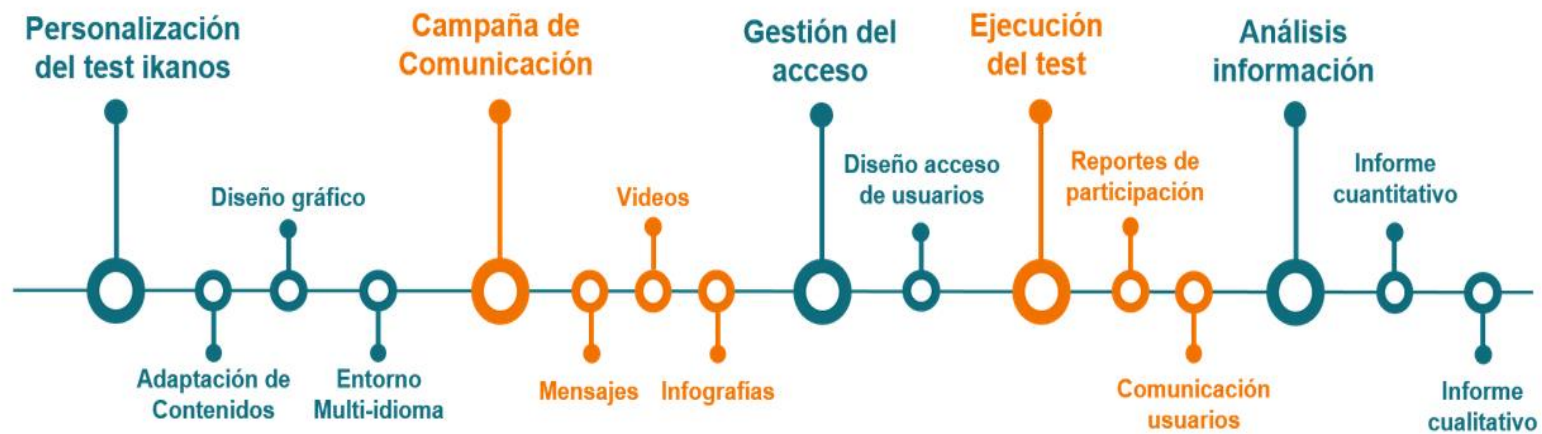 Personalización
del test ikanos
Campaña de
Comunicación
Gestión del
acceso
Ejecución
del test
Análisis
información
Diseño gráfico
Videos
Diseño acceso
de usuarios
Reportes de
participación
Informe
cuantitativo
Adaptación de
Contenidos
Entorno
Multi-idioma
Mensajes
Infografías
Comunicación
usuarios
Informe
cualitativo